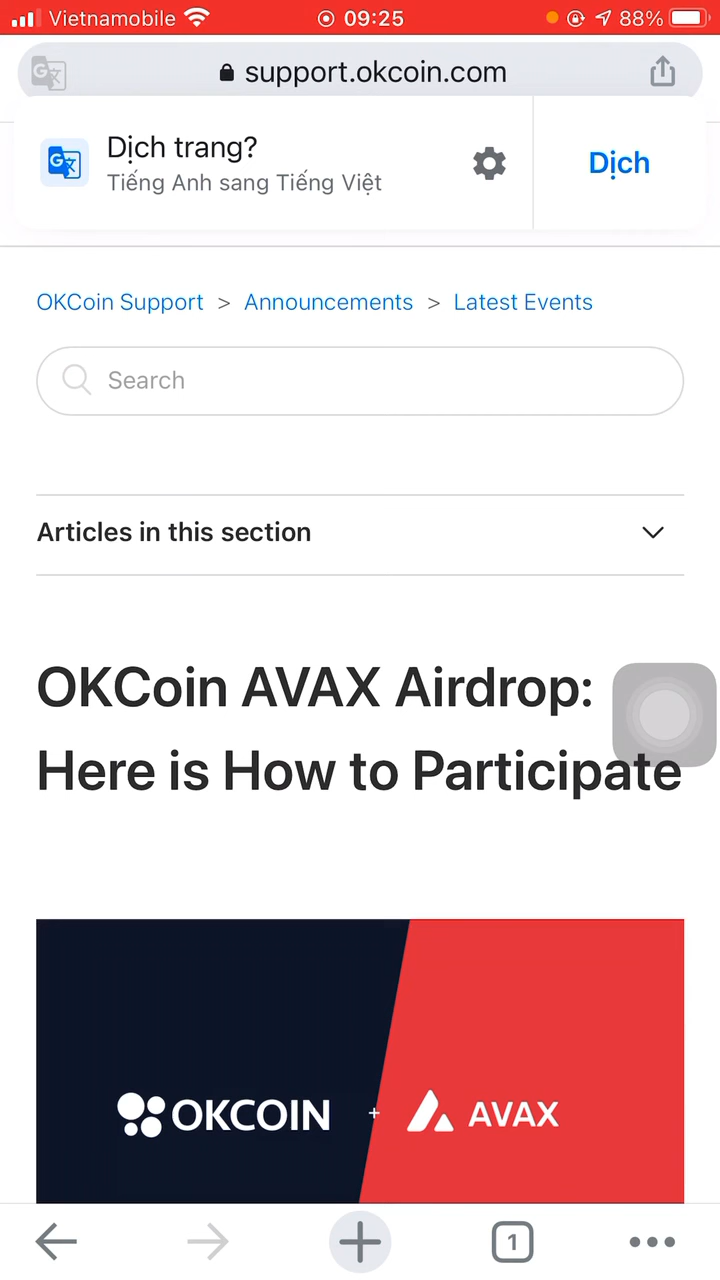 Vietnamobile 09:25 88%
support.okcoin.com
Dịch trang?
Tiếng Anh sang Tiếng Việt
Dịch
OKCoin Support > Announcements > Latest Events
Search
Articles in this section
OKCoin AVAX Airdrop:
Here is How to Participate
OKCOIN + AVAX
1